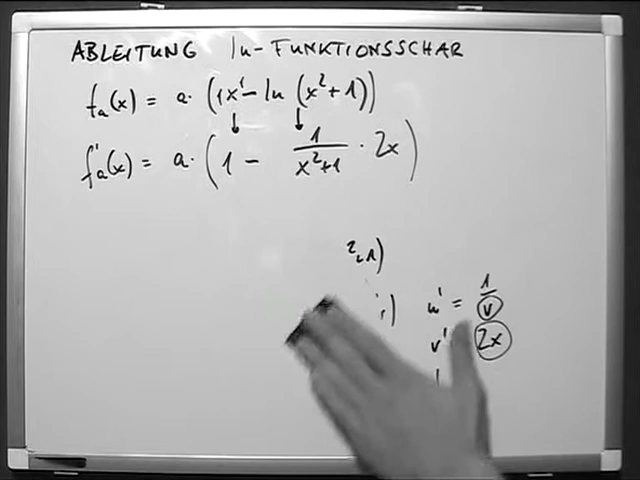 ABLEITUNG ln-FUNKTIONSSCHAR
fₐ(x) = a · (1x¹ - ln (x² + 1))
↓ ↓
f'ₐ(x) = a · (1 - 1/(x²+1) · 2x)
u' = 1/v
v' 2x